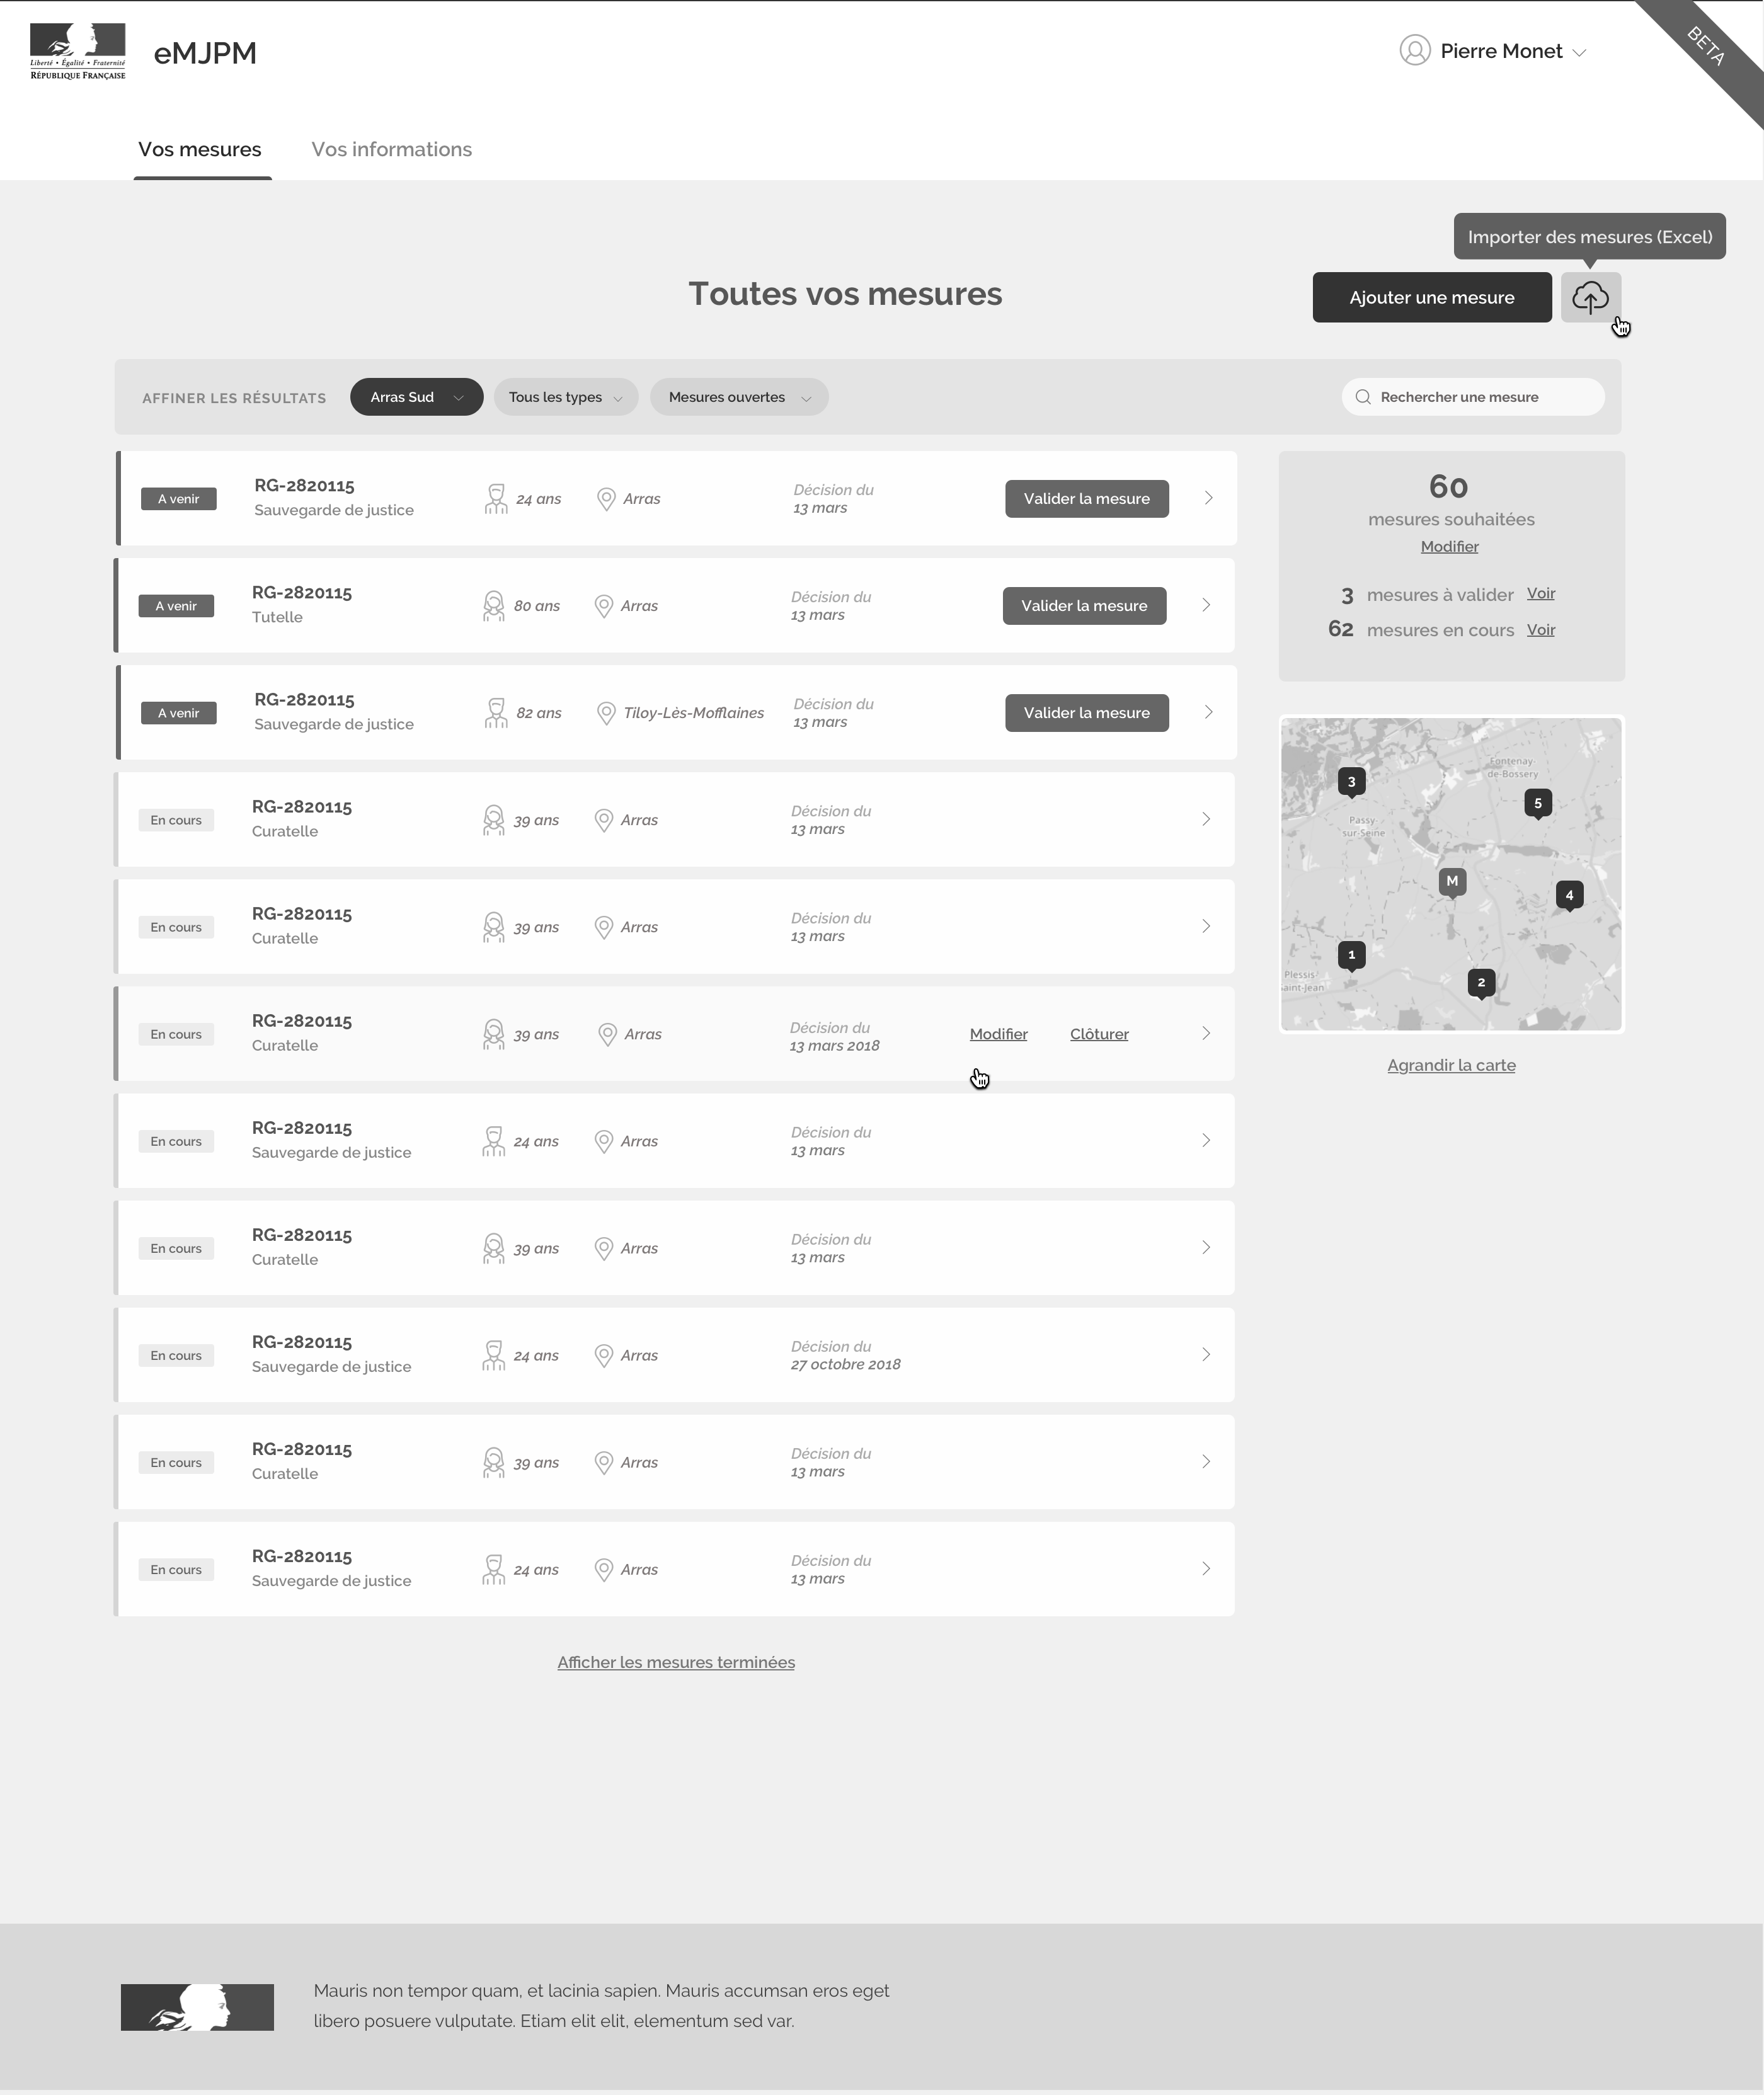 Liberté • Égalité • Fraternité
RÉPUBLIQUE FRANÇAISE
eMJPM
Pierre Monet
BETA
Vos mesures
Vos informations
Importer des mesures (Excel)
Toutes vos mesures
Ajouter une mesure
AFFINER LES RÉSULTATS
Arras Sud
Tous les types
Mesures ouvertes
Rechercher une mesure
A venir
RG-2820115
Sauvegarde de justice
24 ans
Arras
Décision du
13 mars
Valider la mesure
A venir
RG-2820115
Tutelle
80 ans
Arras
Décision du
13 mars
Valider la mesure
A venir
RG-2820115
Sauvegarde de justice
82 ans
Tiloy-Lès-Mofflaines
Décision du
13 mars
Valider la mesure
En cours
RG-2820115
Curatelle
39 ans
Arras
Décision du
13 mars
En cours
RG-2820115
Curatelle
39 ans
Arras
Décision du
13 mars
En cours
RG-2820115
Curatelle
39 ans
Arras
Décision du
13 mars 2018
Modifier
Clôturer
En cours
RG-2820115
Sauvegarde de justice
24 ans
Arras
Décision du
13 mars
En cours
RG-2820115
Curatelle
39 ans
Arras
Décision du
13 mars
En cours
RG-2820115
Sauvegarde de justice
24 ans
Arras
Décision du
27 octobre 2018
En cours
RG-2820115
Curatelle
39 ans
Arras
Décision du
13 mars
En cours
RG-2820115
Sauvegarde de justice
24 ans
Arras
Décision du
13 mars
Afficher les mesures terminées
60
mesures souhaitées
Modifier
3 mesures à valider Voir
62 mesures en cours Voir
Fontenay-
de-Bossery
3
5
Passy-
sur-Seine
M
4
1
2
Plessis-
Saint-Jean
Agrandir la carte
Mauris non tempor quam, et lacinia sapien. Mauris accumsan eros eget
libero posuere vulputate. Etiam elit elit, elementum sed var.